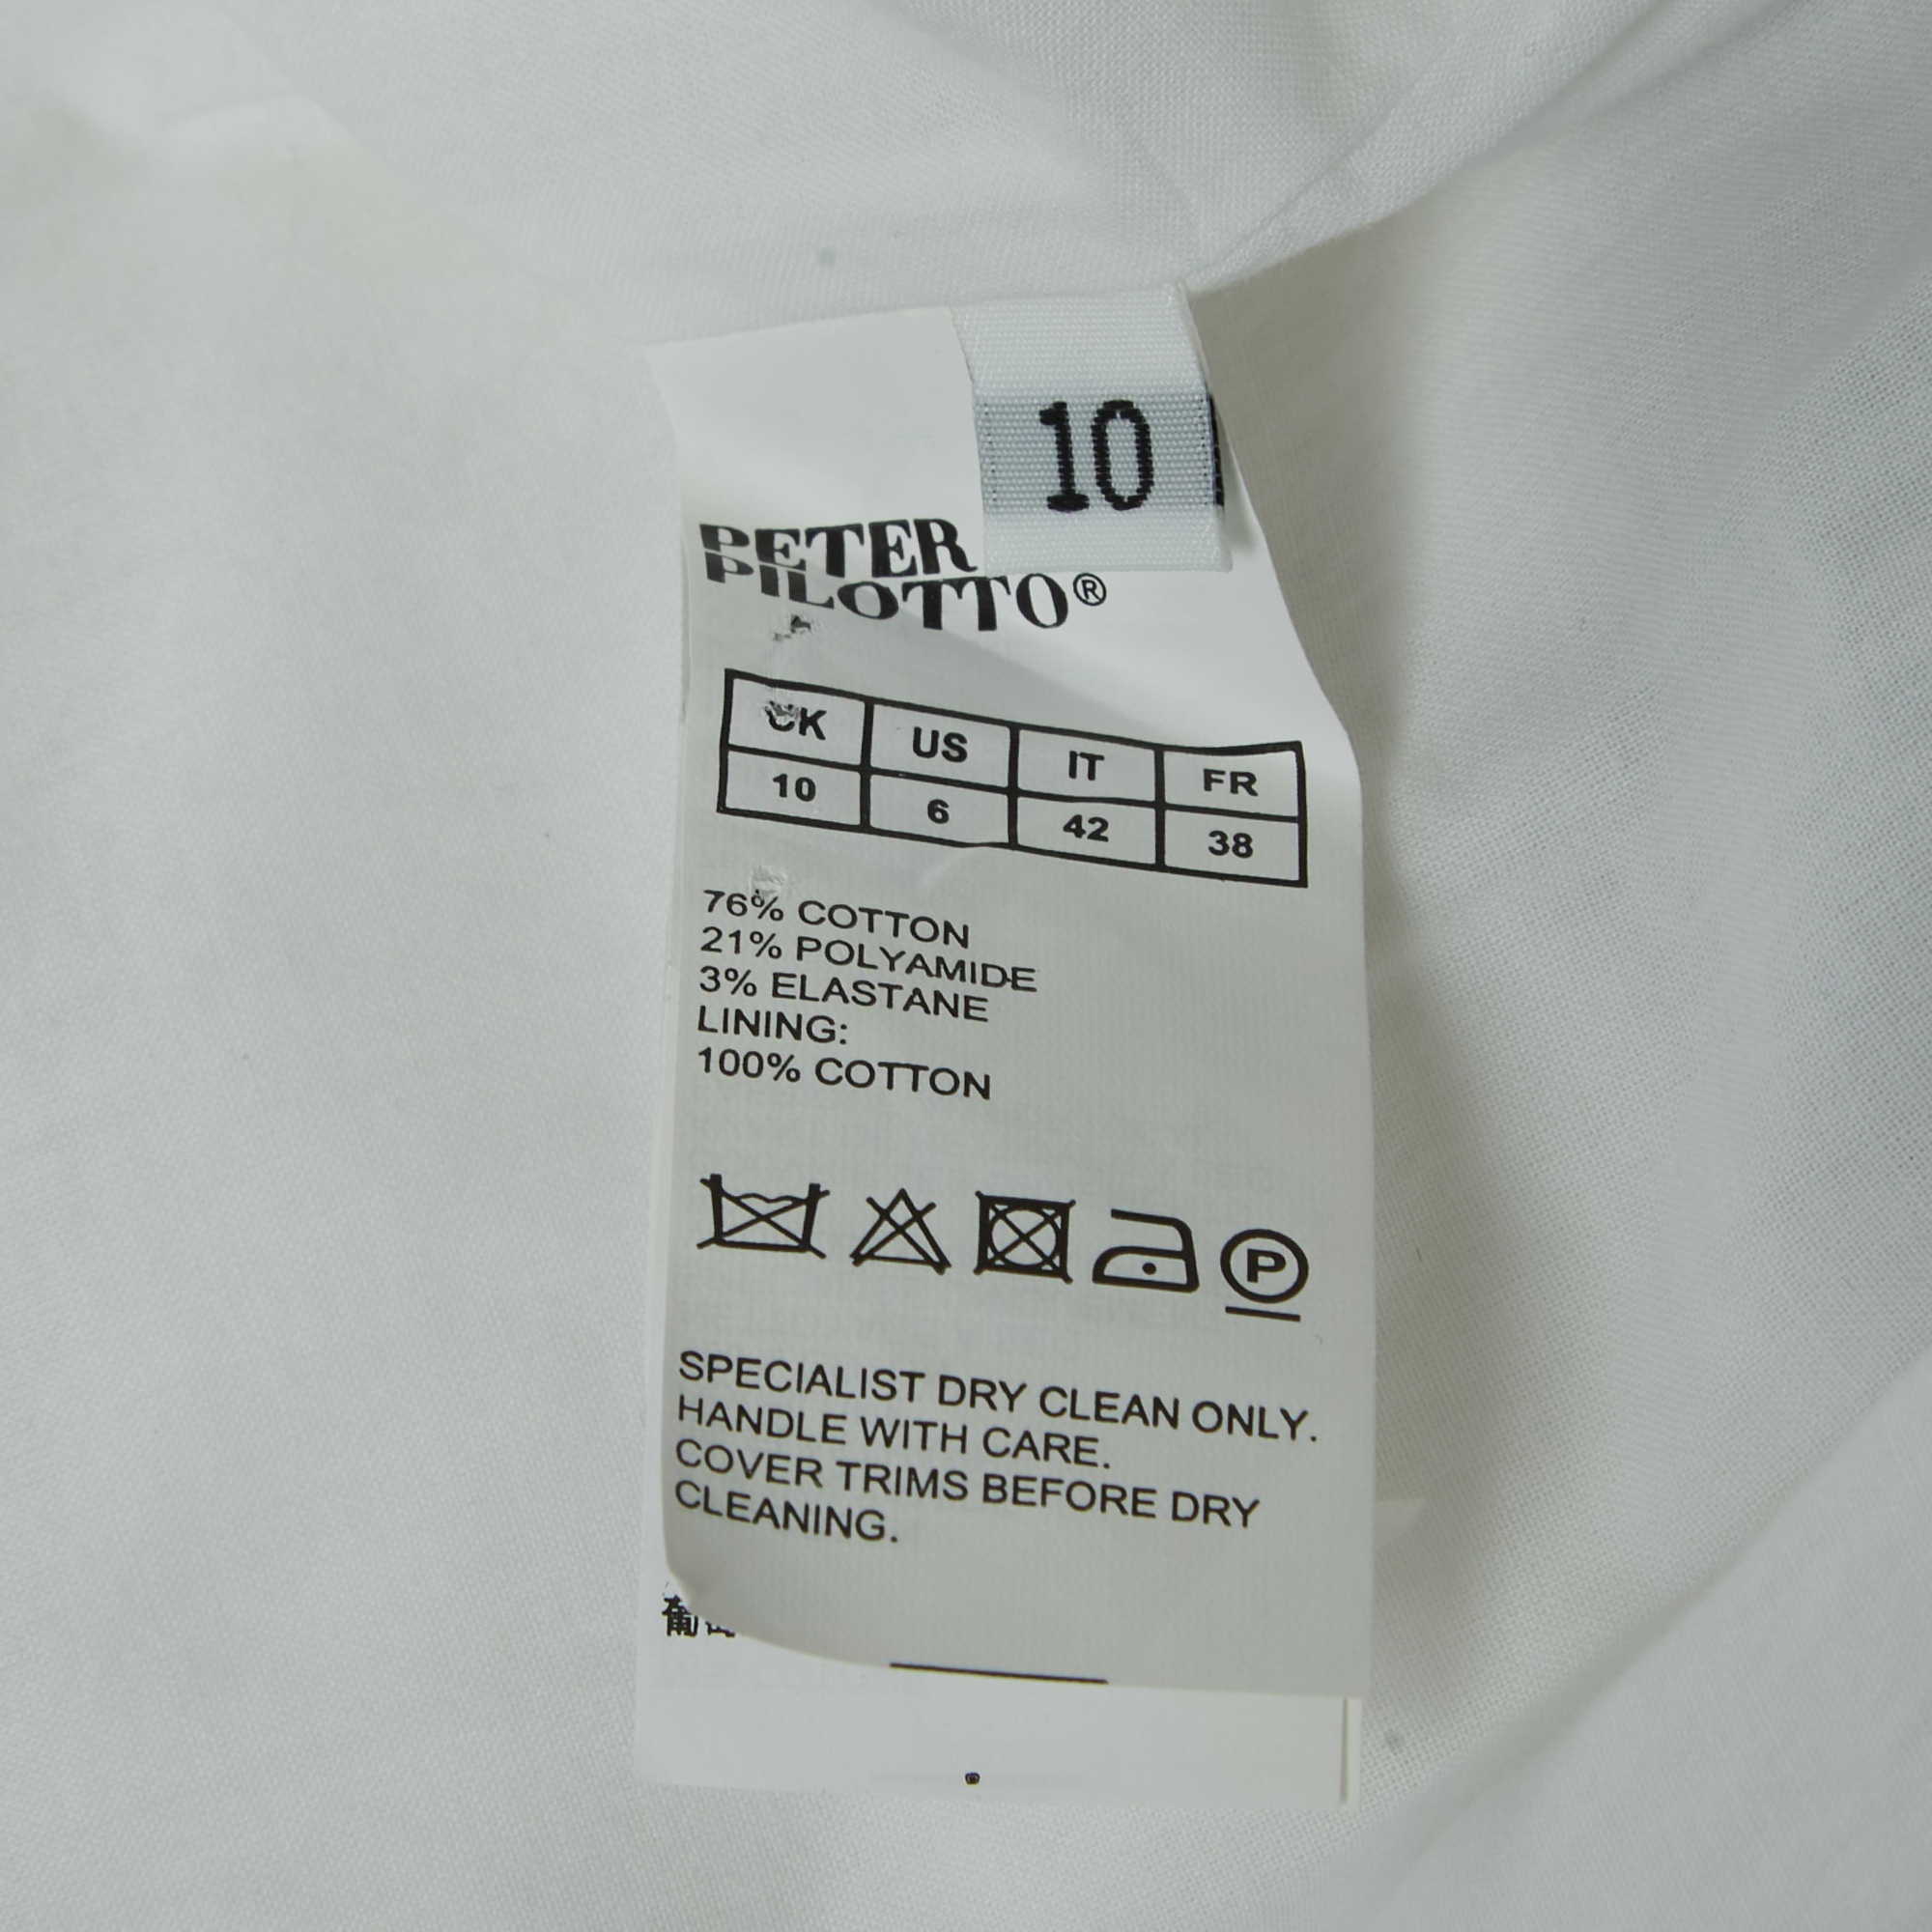 10
PETER
PILOTTO®
UK US IT FR
10 6 42 38
76% COTTON
21% POLYAMIDE
3% ELASTANE
LINING:
100% COTTON
P
SPECIALIST DRY CLEAN ONLY.
HANDLE WITH CARE.
COVER TRIMS BEFORE DRY
CLEANING.